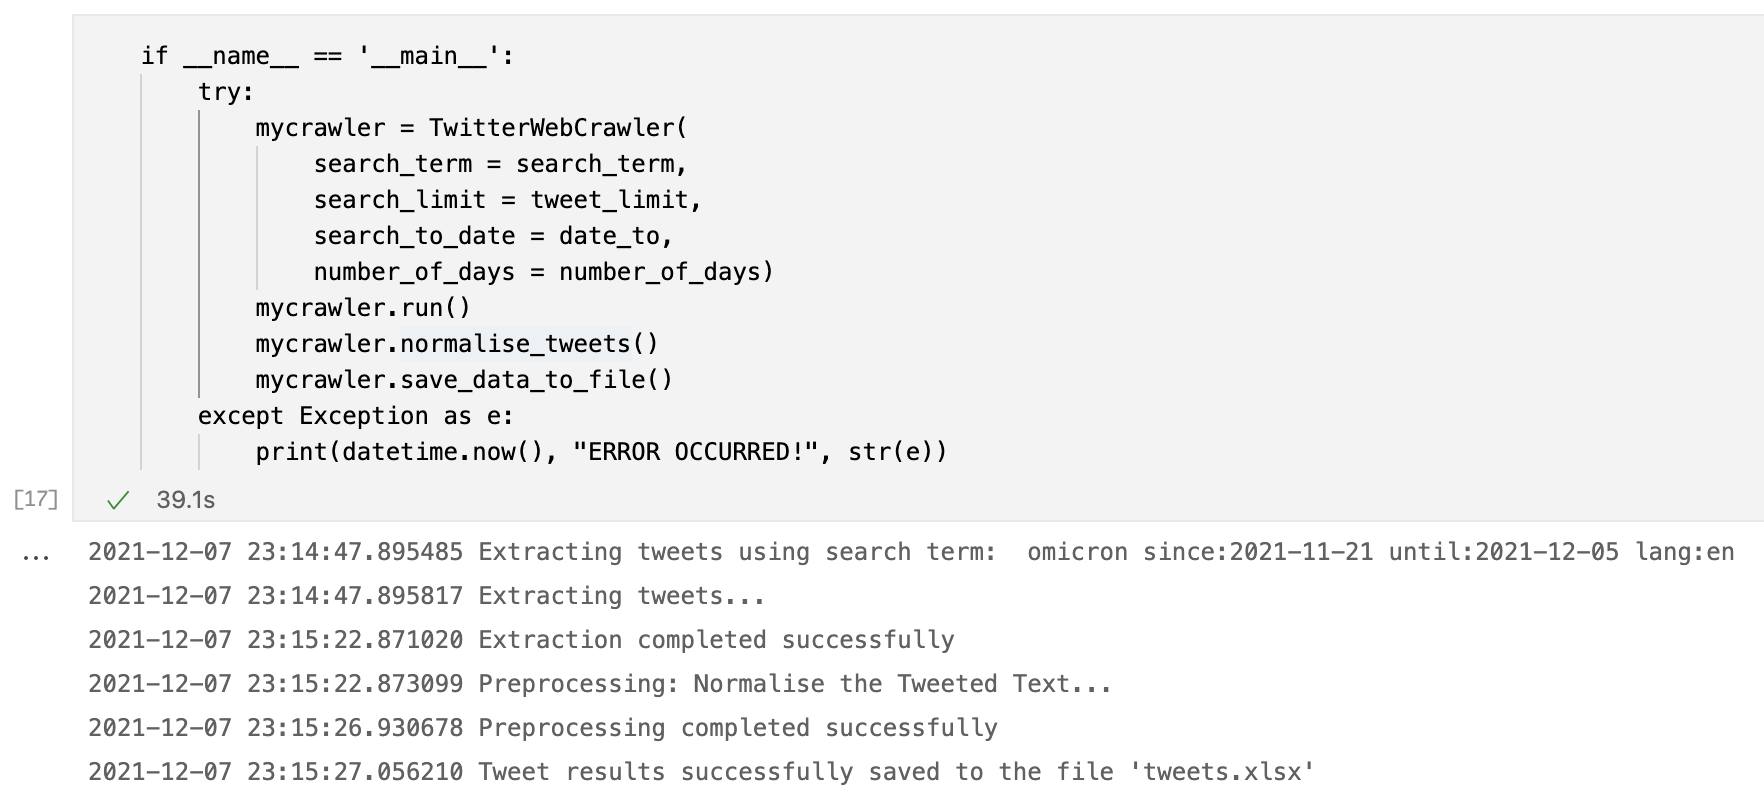 if __name__ == '__main__':
    try:
        mycrawler = TwitterWebCrawler(
            search_term = search_term,
            search_limit = tweet_limit,
            search_to_date = date_to,
            number_of_days = number_of_days)
        mycrawler.run()
        mycrawler.normalise_tweets()
        mycrawler.save_data_to_file()
    except Exception as e:
        print(datetime.now(), "ERROR OCCURRED!", str(e))
[17] ✓ 39.1s
... 2021-12-07 23:14:47.895485 Extracting tweets using search term:  omicron since:2021-11-21 until:2021-12-05 lang:en
2021-12-07 23:14:47.895817 Extracting tweets...
2021-12-07 23:15:22.871020 Extraction completed successfully
2021-12-07 23:15:22.873099 Preprocessing: Normalise the Tweeted Text...
2021-12-07 23:15:26.930678 Preprocessing completed successfully
2021-12-07 23:15:27.056210 Tweet results successfully saved to the file 'tweets.xlsx'